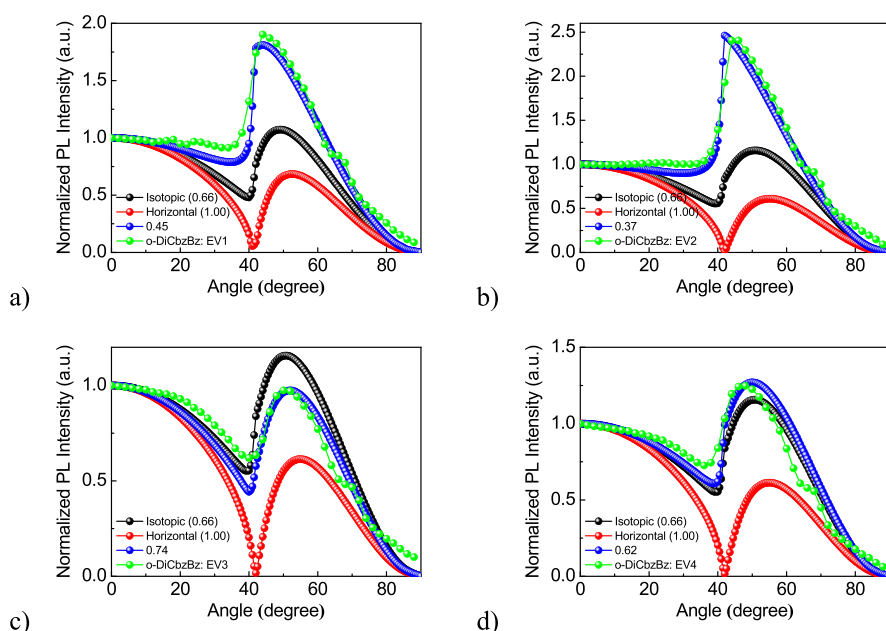 2.0
1.5
1.0
0.5
0.0
Normalized PL Intensity (a.u.)
Isotopic (0.66)
Horizontal (1.00)
0.45
o-DiCbzBz: EV1
0 20 40 60 80
Angle (degree)
a)
2.5
2.0
1.5
1.0
0.5
0.0
Normalized PL Intensity (a.u.)
Isotopic (0.66)
Horizontal (1.00)
0.37
o-DiCbzBz: EV2
0 20 40 60 80
Angle (degree)
b)
1.0
0.5
0.0
Normalized PL Intensity (a.u.)
Isotopic (0.66)
Horizontal (1.00)
0.74
o-DiCbzBz: EV3
0 20 40 60 80
Angle (degree)
c)
1.5
1.0
0.5
0.0
Normalized PL Intensity (a.u.)
Isotopic (0.66)
Horizontal (1.00)
0.62
o-DiCbzBz: EV4
0 20 40 60 80
Angle (degree)
d)